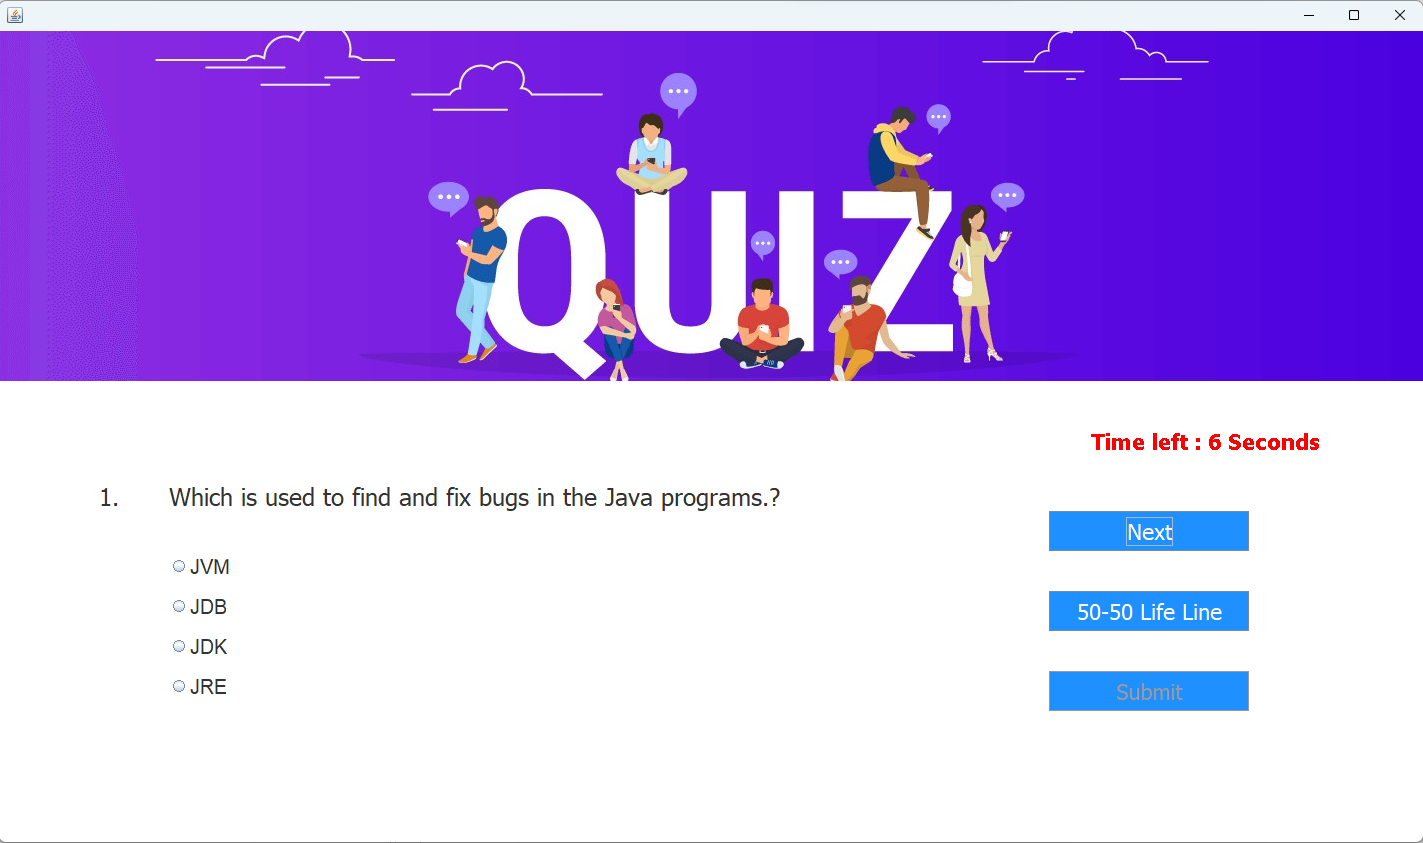 QUIZ
Time left : 6 Seconds
1. Which is used to find and fix bugs in the Java programs.?
Next
JVM
50-50 Life Line
JDB
JDK
Submit
JRE